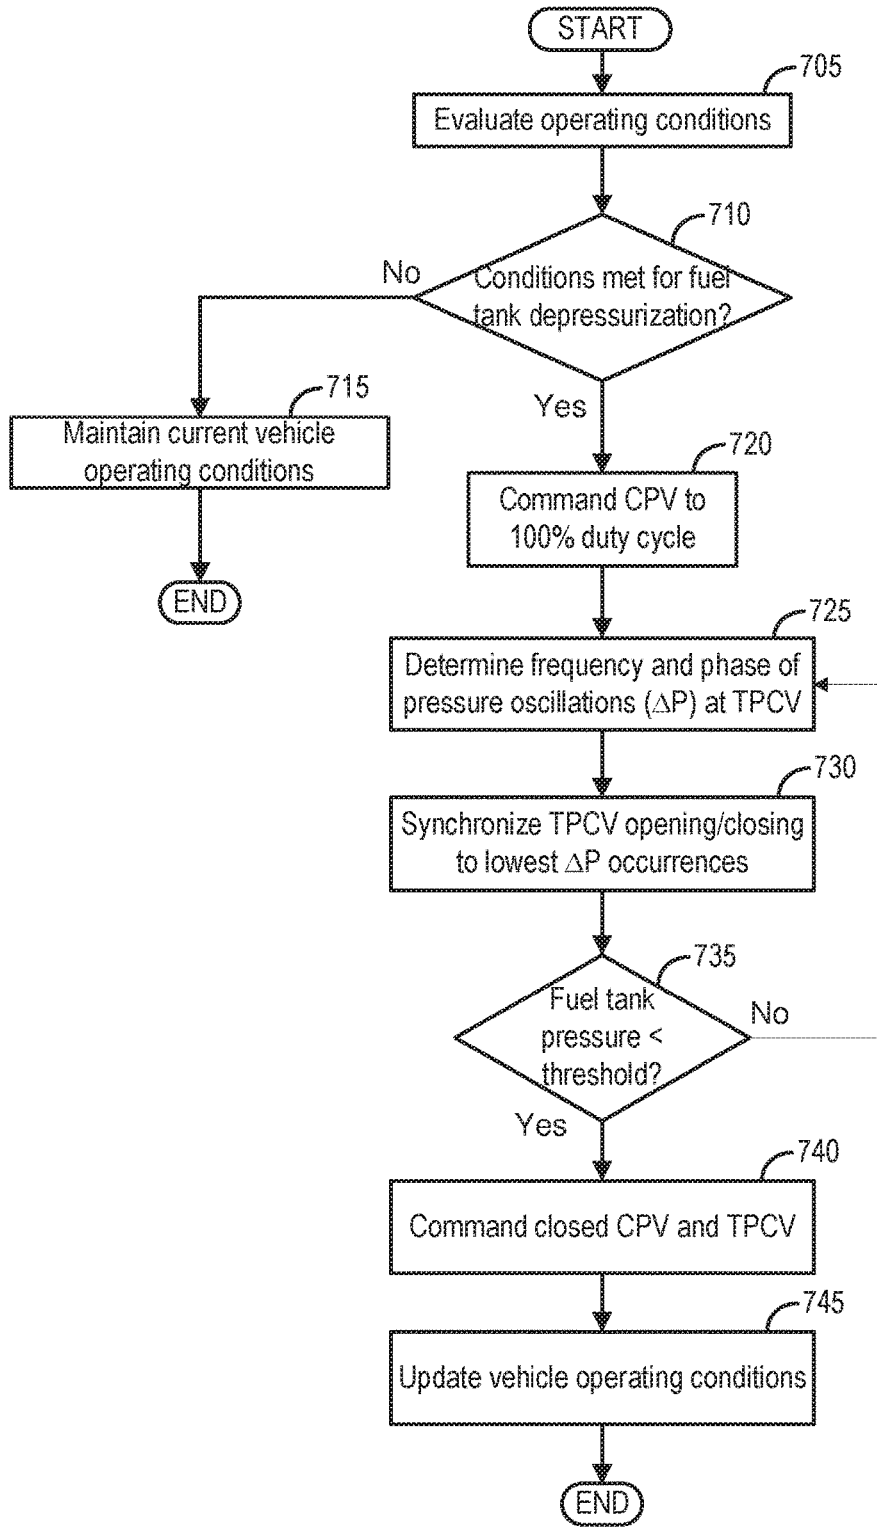 START
705
Evaluate operating conditions
710
No
Conditions met for fuel
tank depressurization?
715
Maintain current vehicle
operating conditions
END
Yes
720
Command CPV to
100% duty cycle
725
Determine frequency and phase of
pressure oscillations (ΔP) at TPCV
730
Synchronize TPCV opening/closing
to lowest ΔP occurrences
735
Fuel tank
pressure <
threshold?
No
Yes
740
Command closed CPV and TPCV
745
Update vehicle operating conditions
END